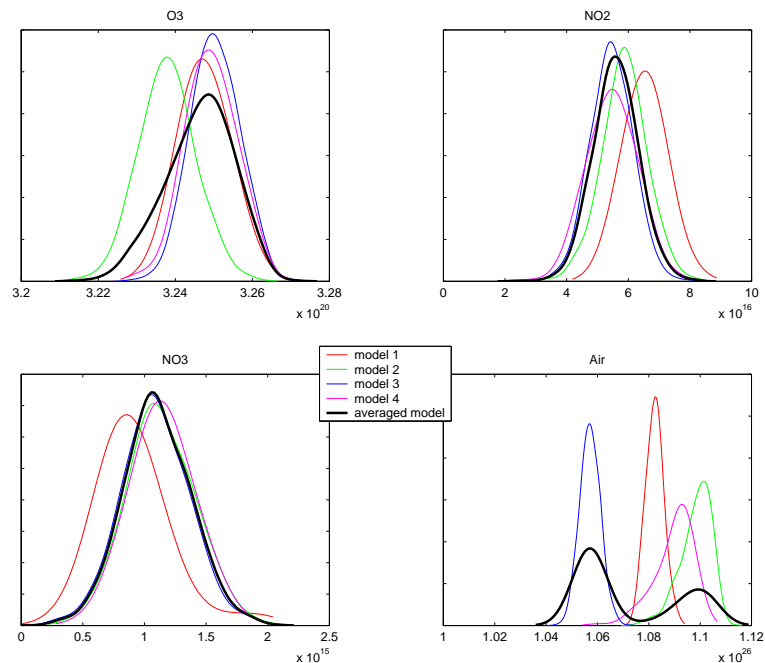 O3
NO2
3.2 3.22 3.24 3.26 3.28
x 10^20
0 2 4 6 8 10
x 10^16
NO3
Air
model 1
model 2
model 3
model 4
averaged model
0 0.5 1 1.5 2 2.5
x 10^15
1 1.02 1.04 1.06 1.08 1.1 1.12
x 10^26